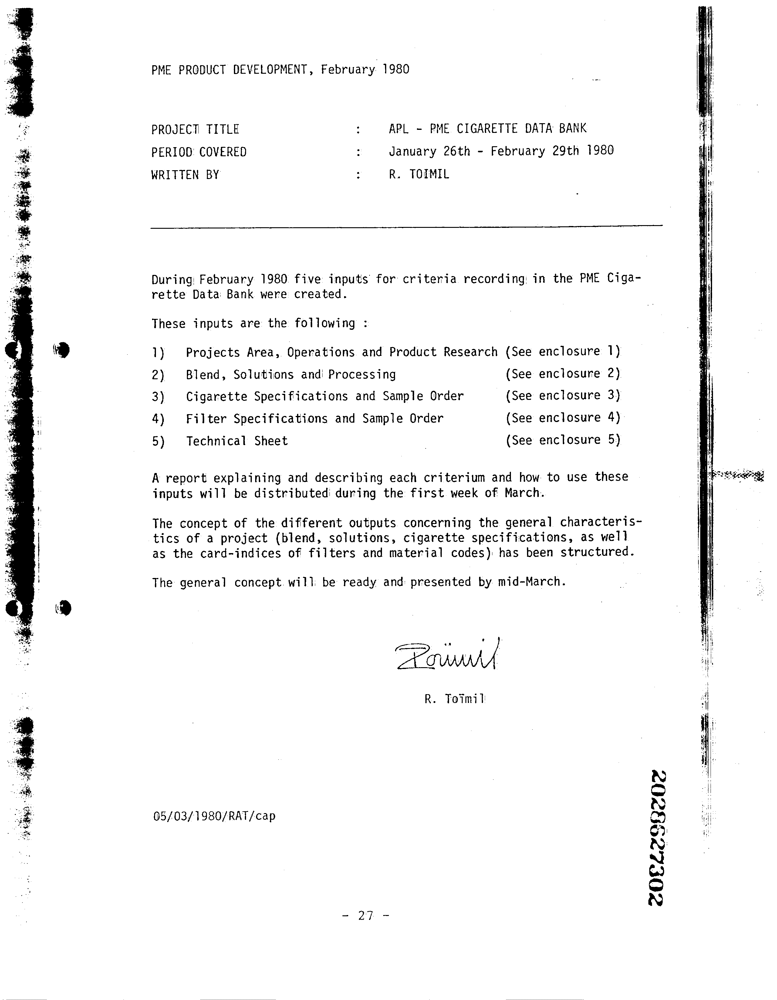 PME PRODUCT DEVELOPMENT, February 1980
PROJECT TITLE : APL - PME CIGARETTE DATA BANK
PERIOD COVERED : January 26th - February 29th 1980
WRITTEN BY : R. TOIMIL
During February 1980 five inputs for criteria recording in the PME Ciga-
rette Data Bank were created.
These inputs are the following :
1) Projects Area, Operations and Product Research (See enclosure 1)
2) Blend, Solutions and Processing (See enclosure 2)
3) Cigarette Specifications and Sample Order (See enclosure 3)
4) Filter Specifications and Sample Order (See enclosure 4)
5) Technical Sheet (See enclosure 5)
A report explaining and describing each criterium and how to use these
inputs will be distributed during the first week of March.
The concept of the different outputs concerning the general characteris-
tics of a project (blend, solutions, cigarette specifications, as well
as the card-indices of filters and material codes) has been structured.
The general concept will be ready and presented by mid-March.
R. Toïmil
05/03/1980/RAT/cap
2028627302
- 27 -